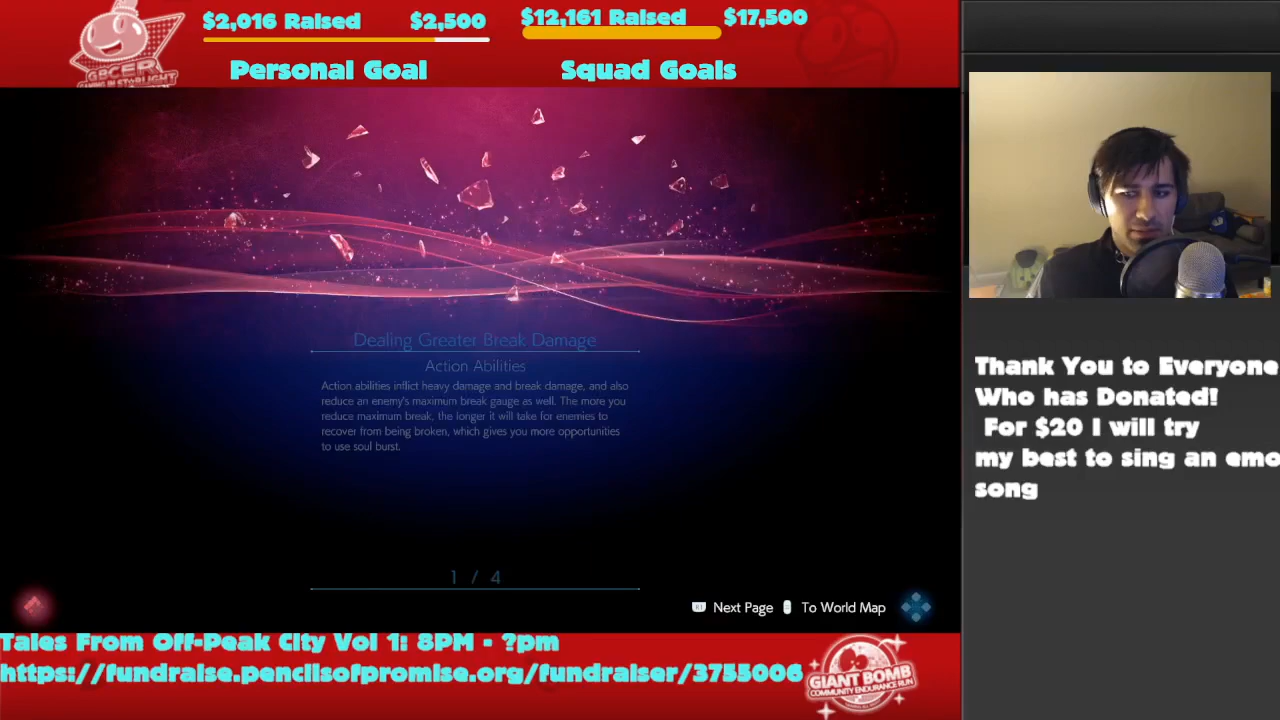 $2,016 Raised $2,500 $12,161 Raised $17,500
Personal Goal Squad Goals
GBCER
GAMING IN STARLIGHT
Dealing Greater Break Damage
Action Abilities
Action abilities inflict heavy damage and break damage, and also
reduce an enemy's maximum break gauge as well. The more you
reduce maximum break, the longer it will take for enemies to
recover from being broken, which gives you more opportunities
to use soul burst.
1 / 4
R1 Next Page To World Map
Thank You to Everyone
Who has Donated!
For $20 I will try
my best to sing an emo
song
Tales From Off-Peak City Vol 1: 8PM - ?pm
https://fundraise.pencilsofpromise.org/fundraiser/3755006
GIANT BOMB
COMMUNITY ENDURANCE RUN